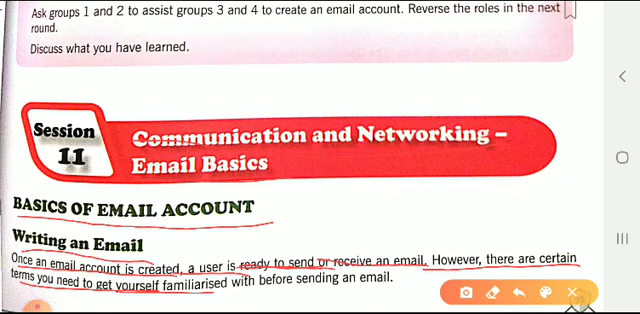 Ask groups 1 and 2 to assist groups 3 and 4 to create an email account. Reverse the roles in the next
round.
Discuss what you have learned.
Session
11
Communication and Networking –
Email Basics
BASICS OF EMAIL ACCOUNT
Writing an Email
Once an email account is created, a user is ready to send or receive an email. However, there are certain
terms you need to get yourself familiarised with before sending an email.